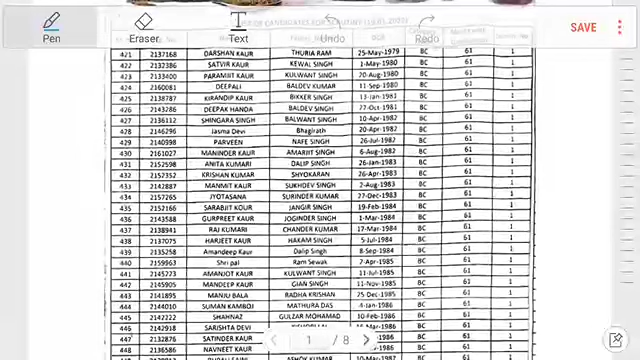 SAVE
Pen
Eraser
Text
Undo
Redo
421 2137168 DARSHAN KAUR THURIA RAM 25-May-1979 BC 61 1
422 2132386 SATVIR KAUR KEWAL SINGH 1-May-1980 BC 61 1
423 2133400 PARAMJIT KAUR KULWANT SINGH 20-Aug-1980 BC 61 1
424 2160081 DEEPALI BALDEV KUMAR 11-Sep-1980 BC 61 1
425 2138787 KIRANDIP KAUR BIKKER SINGH 13-Jan-1981 BC 61 1
426 2143286 DEEPAK HANDA BALDEV SINGH 27-Oct-1981 BC 61 1
427 2136112 SHINGARA SINGH BALWANT SINGH 10-Apr-1982 BC 61 1
428 2146296 Jasma Devi Bhagirath 20-Apr-1982 BC 61 1
429 2140998 PARVEEN NAFE SINGH 26-Jul-1982 BC 61 1
430 2161027 MANINDER KAUR AMARJIT SINGH 6-Aug-1982 BC 61 1
431 2152598 ANITA KUMARI DALIP SINGH 26-Jan-1983 BC 61 1
432 2152352 KRISHAN KUMAR SHYOKARAN 26-Apr-1983 BC 61 1
433 2142887 MANMIT KAUR SUKHDEV SINGH 2-Aug-1983 BC 61 1
434 2157265 JYOTASANA SURINDER KUMAR 27-Dec-1983 BC 61 1
435 2152166 SARABJIT KOUR JANGIR SINGH 19-Feb-1984 BC 61 1
436 2143588 GURPREET KAUR JOGINDER SINGH 1-Mar-1984 BC 61 1
437 2138941 RAJ KUMARI CHANDER KUMAR 17-Mar-1984 BC 61 1
438 2137075 HARJEET KAUR HAKAM SINGH 5-Jul-1984 BC 61 1
439 2135258 Amandeep Kaur Dalip Singh 8-Sep-1984 BC 61 1
440 2159963 Shri pal Ram Sewak 7-Apr-1985 BC 61 1
441 2145723 AMANJOT KAUR KULWANT SINGH 11-Jul-1985 BC 61 1
442 2145905 MANDEEP KAUR GIAN SINGH 11-Nov-1985 BC 61 1
443 2141895 MANJU BALA RADHA KRISHAN 25-Dec-1985 BC 61 1
444 2144010 SUMAN KAMBOJ MATHURA DAS 4-Jan-1986 BC 61 1
445 2142222 SHAHNAZ GULZAR MOHAMAD 10-Feb-1986 BC 61 1
446 2142918 SARISHTA DEVI 1986 BC 61 1
447 2132876 SATINDER KAUR 1986 BC 61 1
448 2136586 NAVNEET KAUR 1986 BC 61 1
ASHOK KUMAR
1 / 8